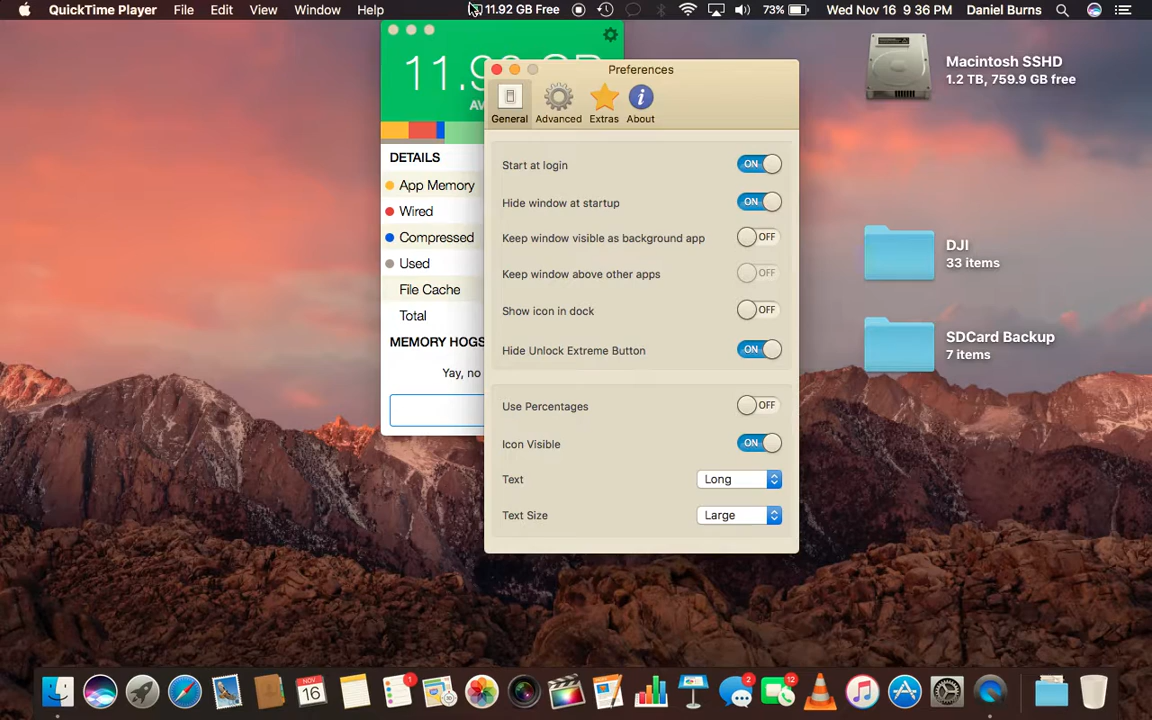 QuickTime Player File Edit View Window Help 11.92 GB Free 73% Wed Nov 16 9:36 PM Daniel Burns
Macintosh SSHD
1.2 TB, 759.9 GB free
DJI
33 items
SDCard Backup
7 items
DETAILS
App Memory
Wired
Compressed
Used
File Cache
Total
MEMORY HOGS
Yay, no
Preferences
General Advanced Extras About
Start at login ON
Hide window at startup ON
Keep window visible as background app OFF
Keep window above other apps OFF
Show icon in dock OFF
Hide Unlock Extreme Button ON
Use Percentages OFF
Icon Visible ON
Text Long
Text Size Large
NOV
16
1
2
12